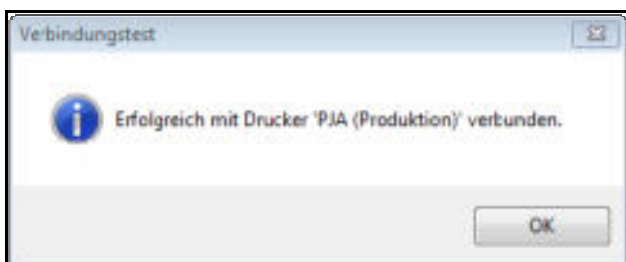 Verbindungstest
Erfolgreich mit Drucker 'PJA (Produktion)' verbunden.
OK